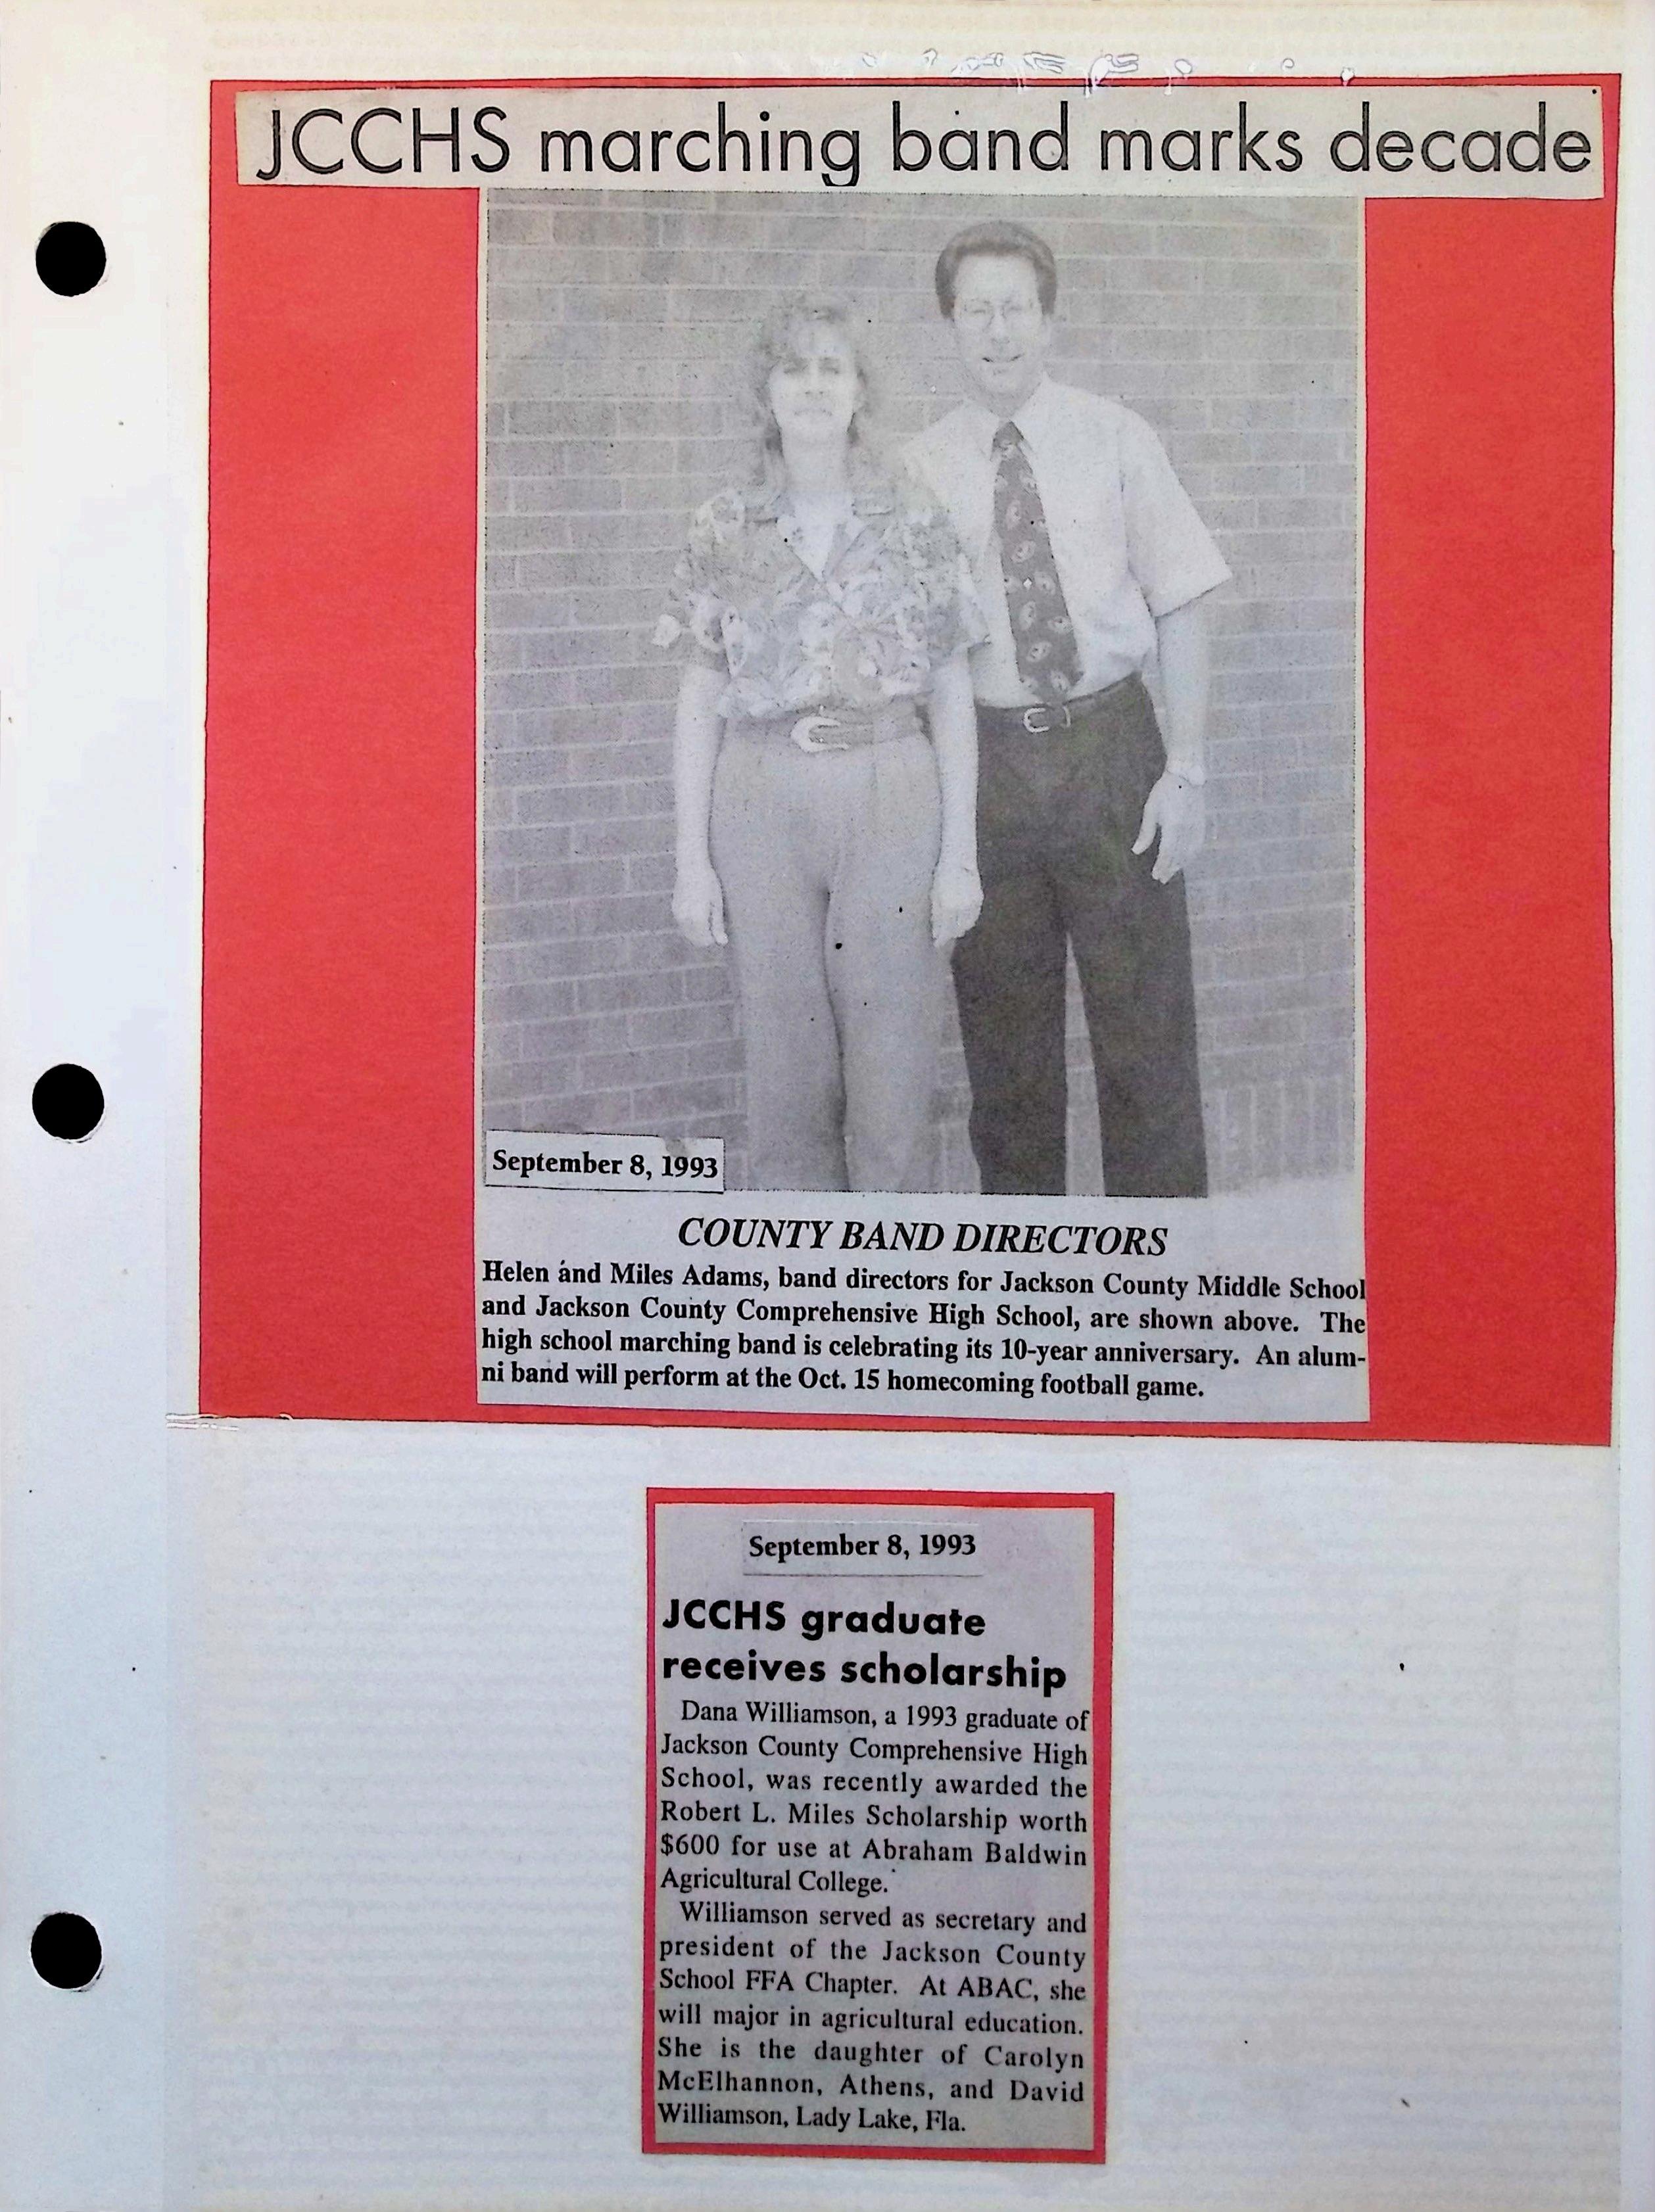 JCCHS marching band marks decade
September 8, 1993
COUNTY BAND DIRECTORS
Helen and Miles Adams, band directors for Jackson County Middle School
and Jackson County Comprehensive High School, are shown above. The
high school marching band is celebrating its 10-year anniversary. An alum-
ni band will perform at the Oct. 15 homecoming football game.
September 8, 1993
JCCHS graduate
receives scholarship
Dana Williamson, a 1993 graduate of
Jackson County Comprehensive High
School, was recently awarded the
Robert L. Miles Scholarship worth
$600 for use at Abraham Baldwin
Agricultural College.
Williamson served as secretary and
president of the Jackson County
School FFA Chapter. At ABAC, she
will major in agricultural education.
She is the daughter of Carolyn
McElhannon, Athens, and David
Williamson, Lady Lake, Fla.